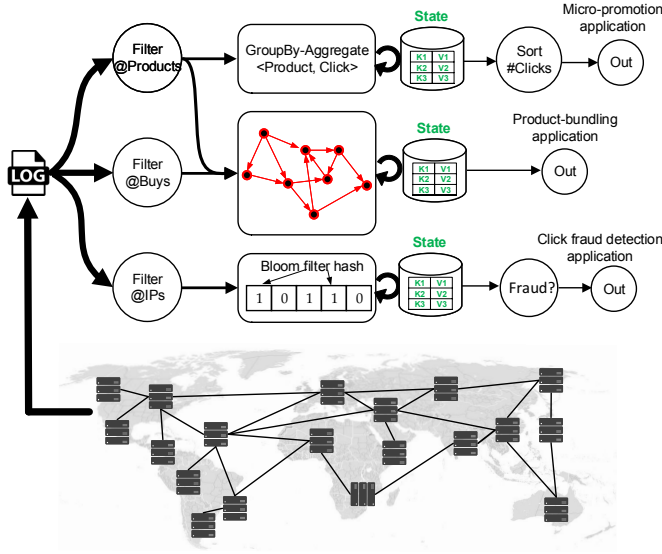 Micro-promotion
application
Filter
@Products
GroupBy-Aggregate
<Product, Click>
State
K1 V1
K2 V2
K3 V3
Sort
#Clicks
Out
Product-bundling
application
LOG
Filter
@Buys
State
K1 V1
K2 V2
K3 V3
Out
Click fraud detection
application
Filter
@IPs
Bloom filter hash
1 0 1 1 0
State
K1 V1
K2 V2
K3 V3
Fraud?
Out